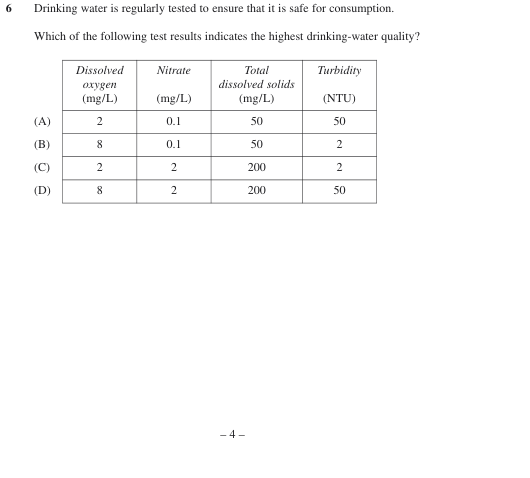 6 Drinking water is regularly tested to ensure that it is safe for consumption.
Which of the following test results indicates the highest drinking-water quality?
Dissolved oxygen (mg/L) Nitrate (mg/L) Total dissolved solids (mg/L) Turbidity (NTU)
(A) 2 0.1 50 50
(B) 8 0.1 50 2
(C) 2 2 200 2
(D) 8 2 200 50
– 4 –